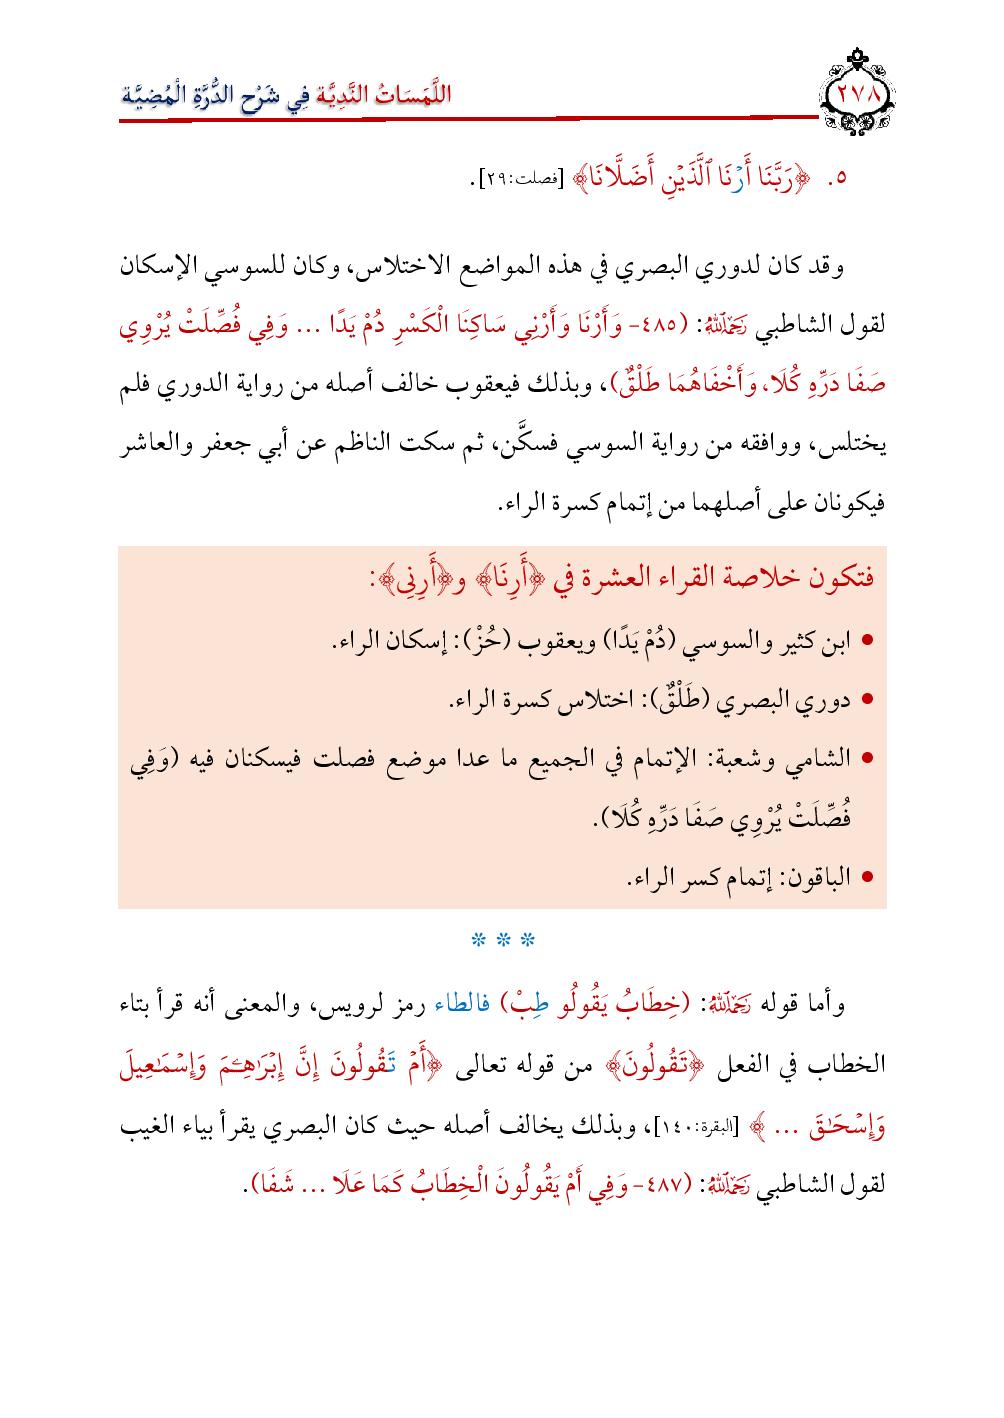 ٢٧٨
اللَّمَسَاتُ النَّدِيَّة فِي شَرْح الدُّرَّةِ الْمُضِيَّة
٥. ﴿رَبَّنَا أَرۡنَا ٱلَّذَيۡنِ أَضَلَّانَا﴾ [فصلت:٢٩].
وقد كان لدوري البصري في هذه المواضع الاختلاس، وكان للسوسي الإسكان
لقول الشاطبي رَحِمَهُ اللَّهُ: (٤٨٥- وَأَرْنَا وَأَرْنِي سَاكِنَا الْكَسْرِ دُمْ يَدًا ... وَفِي فُصِّلَتْ يُرْوِي
صَفَا دَرِّهِ كُلَا، وَأَخْفَاهُمَا طَلْقٌ)، وبذلك فيعقوب خالف أصله من رواية الدوري فلم
يختلس، ووافقه من رواية السوسي فسكَّن، ثم سكت الناظم عن أبي جعفر والعاشر
فيكونان على أصلهما من إتمام كسرة الراء.
فتكون خلاصة القراء العشرة في ﴿أَرِنَا﴾ و﴿أَرِنِى﴾:
• ابن كثير والسوسي (دُمْ يَدًا) ويعقوب (حُزْ): إسكان الراء.
• دوري البصري (طَلْقٌ): اختلاس كسرة الراء.
• الشامي وشعبة: الإتمام في الجميع ما عدا موضع فصلت فيسكنان فيه (وَفِي
فُصِّلَتْ يُرْوِي صَفَا دَرِّهِ كُلَا).
• الباقون: إتمام كسر الراء.
* * *
وأما قوله رَحِمَهُ اللَّهُ: (خِطَابُ يَقُولُو طِبْ) فالطاء رمز لرويس، والمعنى أنه قرأ بتاء
الخطاب في الفعل ﴿تَقُولُونَ﴾ من قوله تعالى ﴿أَمۡ تَقُولُونَ إِنَّ إِبۡرَٰهِـۧمَ وَإِسۡمَٰعِيلَ
وَإِسۡحَٰقَ ... ﴾ [البقرة:١٤٠]، وبذلك يخالف أصله حيث كان البصري يقرأ بياء الغيب
لقول الشاطبي رَحِمَهُ اللَّهُ: (٤٨٧- وَفِي أَمْ يَقُولُونَ الْخِطَابُ كَمَا عَلَا ... شَفَا).